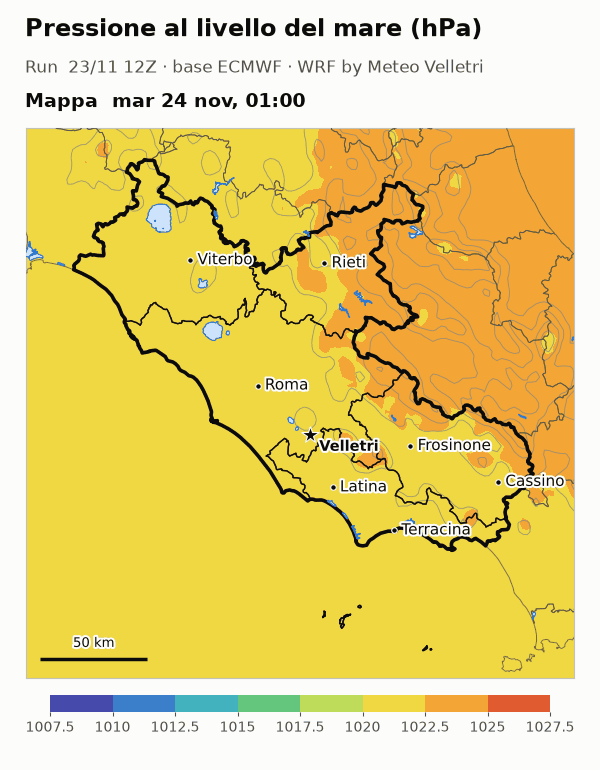 Pressione al livello del mare (hPa)
Run  23/11 12Z · base ECMWF · WRF by Meteo Velletri
Mappa  mar 24 nov, 01:00
Viterbo
Rieti
Roma
Velletri
Frosinone
Latina
Cassino
Terracina
50 km
1007.5 1010 1012.5 1015 1017.5 1020 1022.5 1025 1027.5